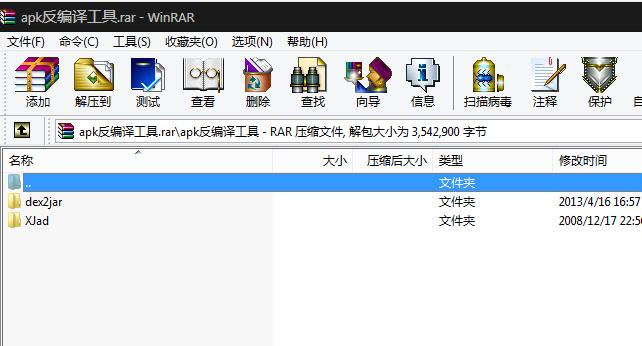 apk反编译工具.rar - WinRAR
文件(F) 命令(C) 工具(S) 收藏夹(O) 选项(N) 帮助(H)
添加 解压到 测试 查看 删除 查找 向导 信息 扫描病毒 注释 保护 自
apk反编译工具.rar\apk反编译工具 - RAR 压缩文件, 解包大小为 3,542,900 字节
名称 大小 压缩后大小 类型 修改时间
.. 文件夹
dex2jar 文件夹 2013/4/16 16:57
XJad 文件夹 2008/12/17 22:56